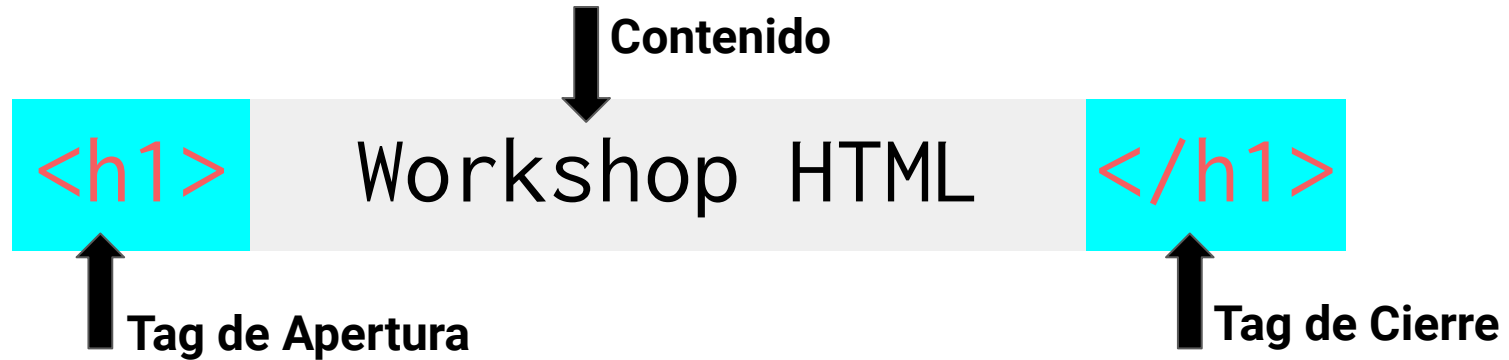 Contenido
<h1> Workshop HTML </h1>
Tag de Apertura
Tag de Cierre